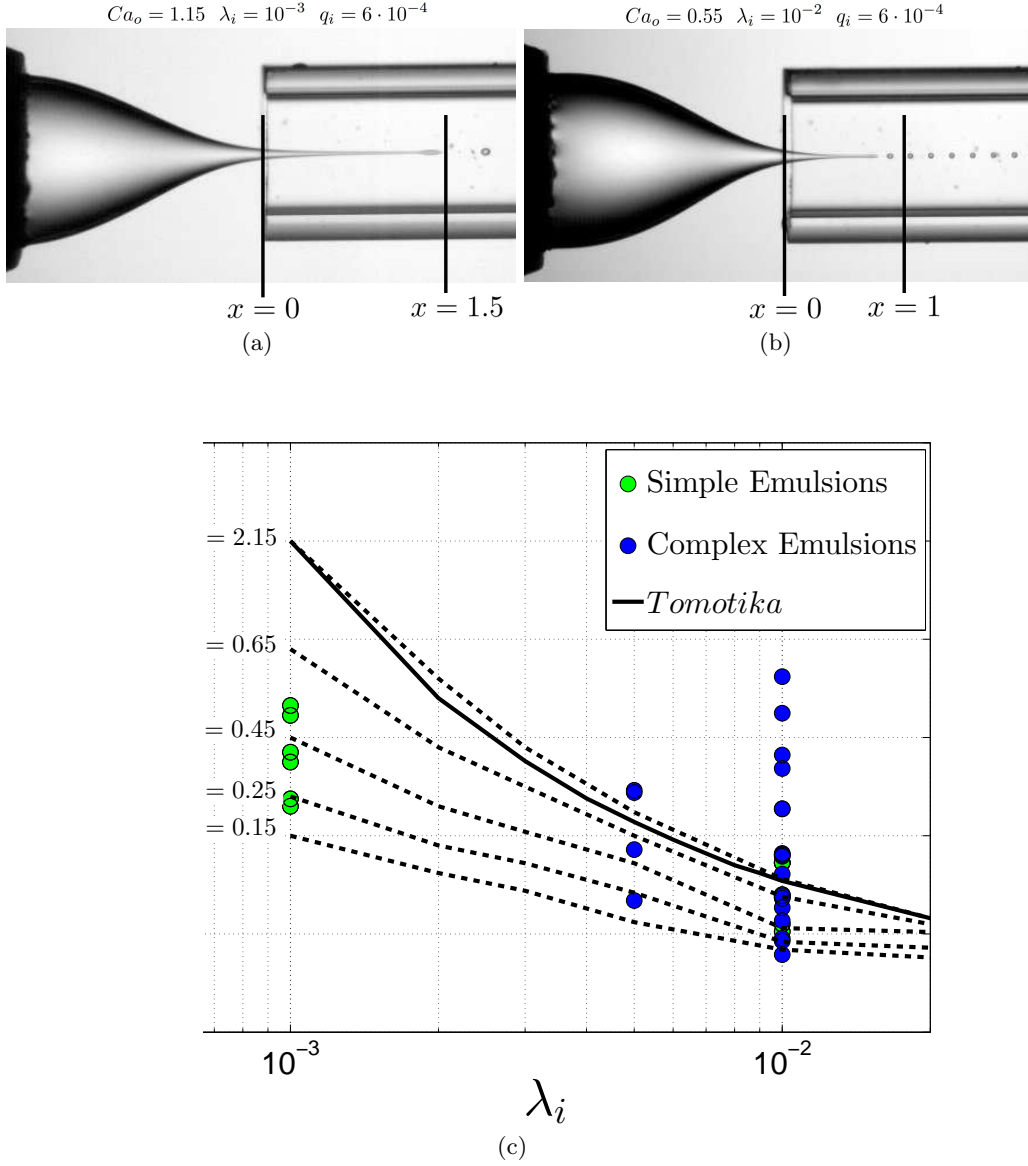 Ca_o = 1.15 λ_i = 10^{-3} q_i = 6 · 10^{-4}
Ca_o = 0.55 λ_i = 10^{-2} q_i = 6 · 10^{-4}
x = 0
x = 1.5
x = 0
x = 1
(a)
(b)
Simple Emulsions
Complex Emulsions
Tomotika
= 2.15
= 0.65
= 0.45
= 0.25
= 0.15
10^{-3}
10^{-2}
λ_i
(c)